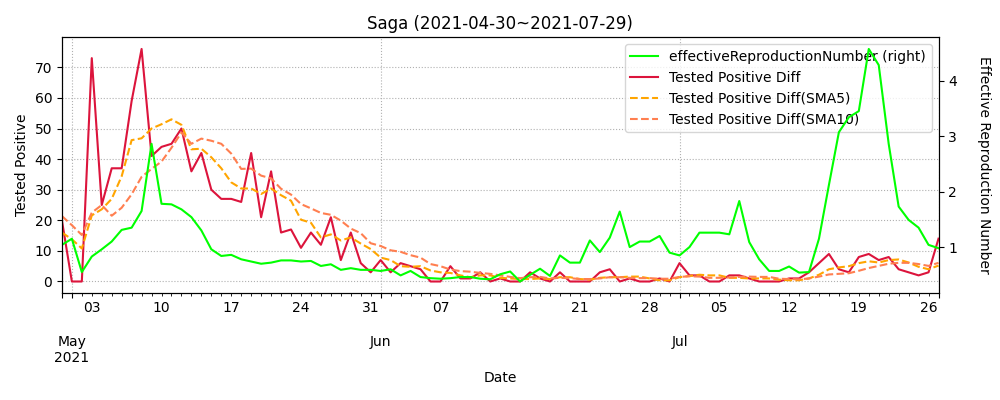 Saga (2021-04-30~2021-07-29)
effectiveReproductionNumber (right)
Tested Positive Diff
Tested Positive Diff(SMA5)
Tested Positive Diff(SMA10)
Tested Positive
70
60
50
40
30
20
10
0
Effective Reproduction Number
4
3
2
1
03 10 17 24 31 07 14 21 28 05 12 19 26
May Jun Jul
2021
Date